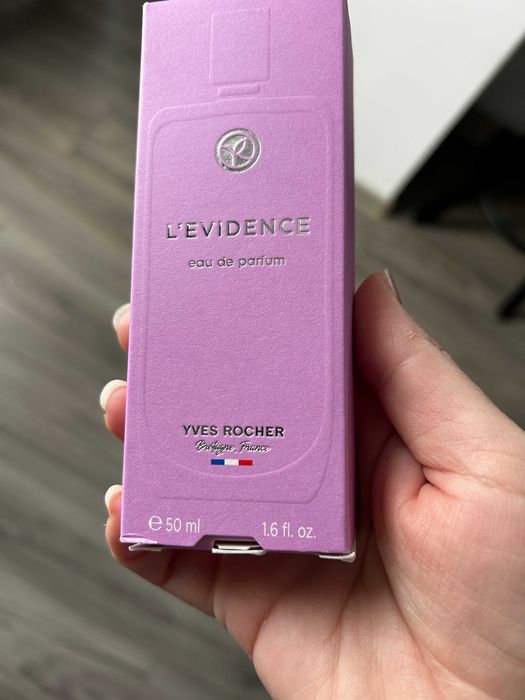 L'EVIDENCE
eau de parfum
YVES ROCHER
Bretagne, France
℮ 50 ml 1.6 fl. oz.